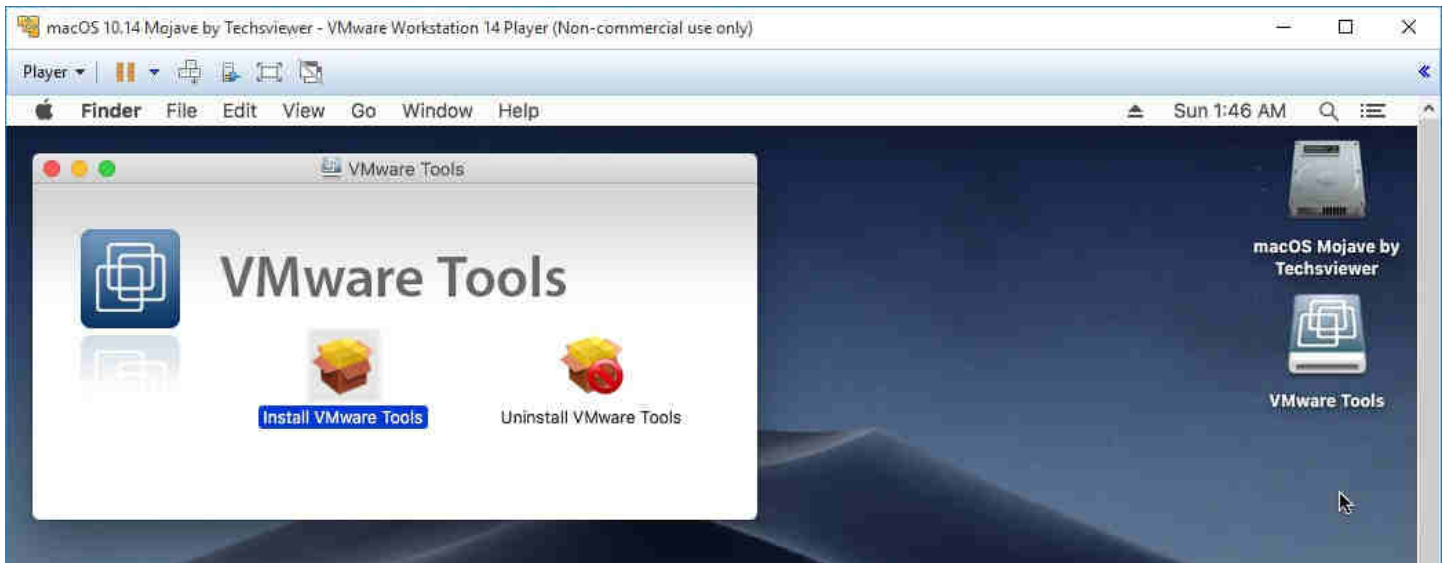 macOS 10.14 Mojave by Techsviewer - VMware Workstation 14 Player (Non-commercial use only)
Player
Finder File Edit View Go Window Help Sun 1:46 AM
VMware Tools
VMware Tools
Install VMware Tools Uninstall VMware Tools
macOS Mojave by
Techsviewer
VMware Tools